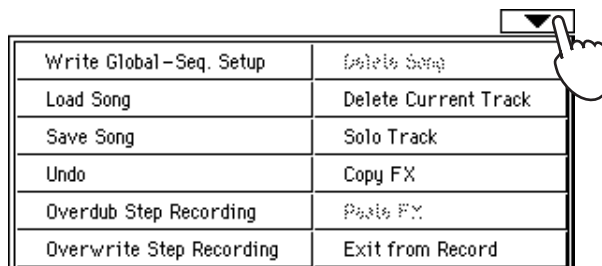 Write Global-Seq. Setup
Delete Song
Load Song
Delete Current Track
Save Song
Solo Track
Undo
Copy FX
Overdub Step Recording
Paste FX
Overwrite Step Recording
Exit from Record